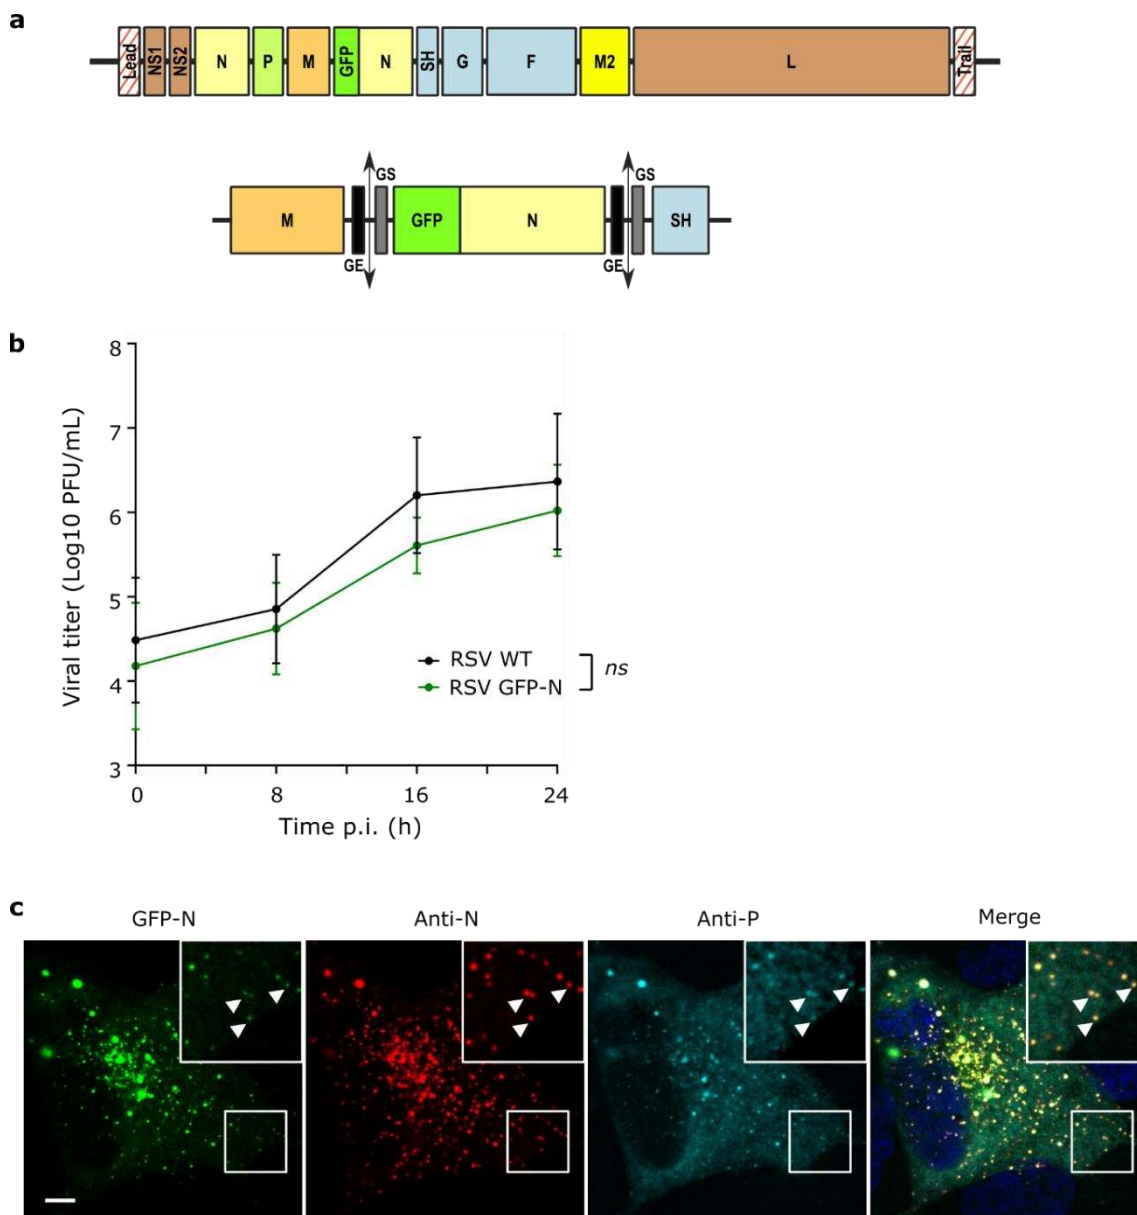 a
Lead NS1 NS2 N P M GFP N SH G F M2 L Trail
GS GS
M GFP N SH
GE GE
b
8
7
6
5
4
3
Viral titer (Log10 PFU/mL)
RSV WT
RSV GFP-N
ns
0 8 16 24
Time p.i. (h)
c
GFP-N Anti-N Anti-P Merge